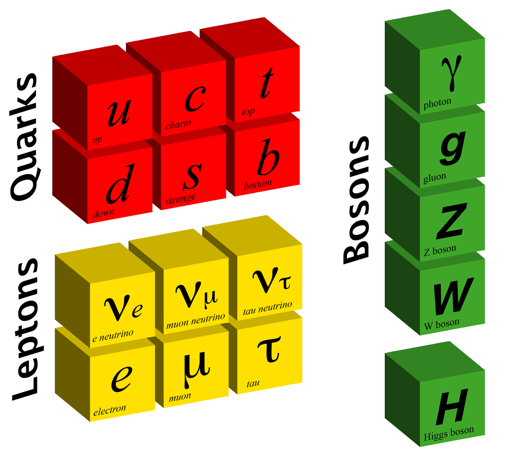 Quarks
u
up
c
charm
t
top
d
down
s
strange
b
bottom
Leptons
νe
e neutrino
νμ
muon neutrino
ντ
tau neutrino
e
electron
μ
muon
τ
tau
Bosons
γ
photon
g
gluon
Z
Z boson
W
W boson
H
Higgs boson